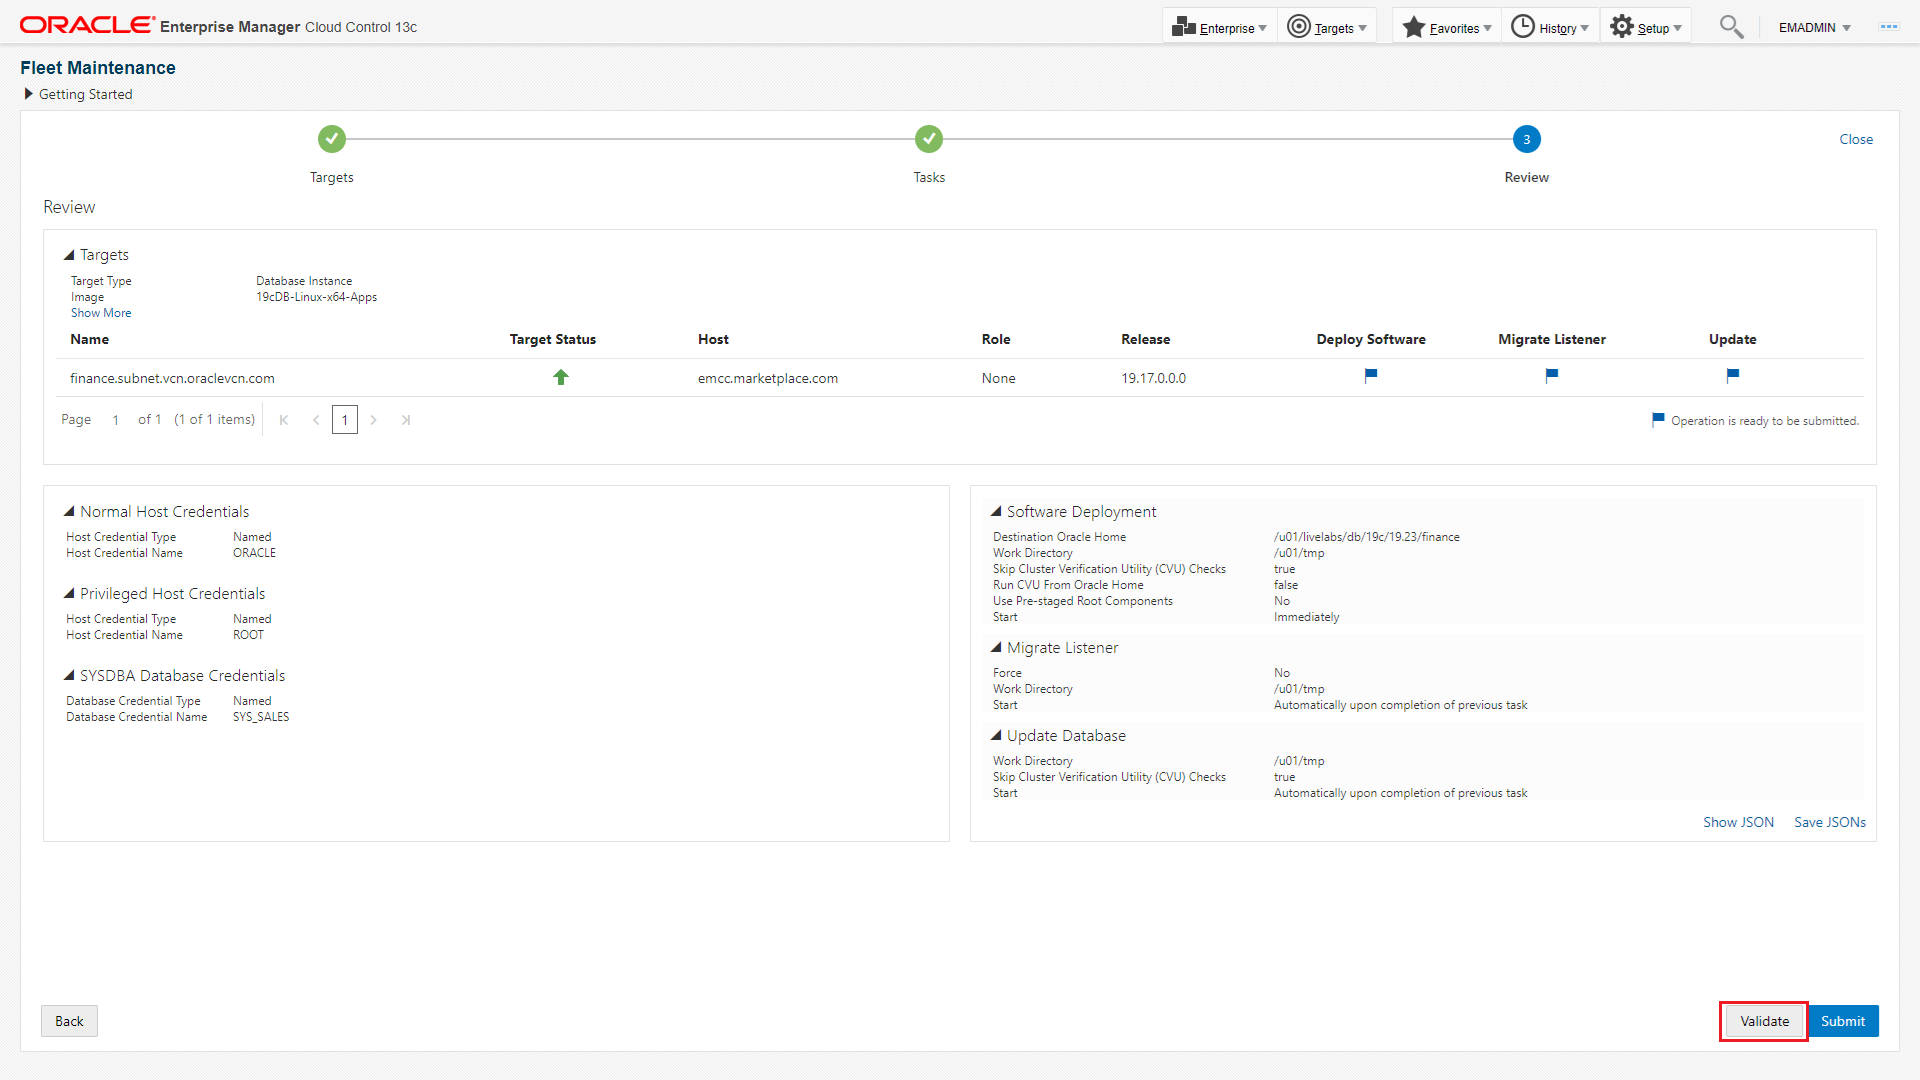 ORACLE Enterprise Manager Cloud Control 13c
Enterprise
Targets
Favorites
History
Setup
EMADMIN
Fleet Maintenance
Getting Started
3
Close
Targets
Tasks
Review
Review
Targets
Target Type Database Instance
Image 19cDB-Linux-x64-Apps
Show More
Name Target Status Host Role Release Deploy Software Migrate Listener Update
finance.subnet.vcn.oraclevcn.com emcc.marketplace.com None 19.17.0.0.0
Page 1 of 1 (1 of 1 items) 1
Operation is ready to be submitted.
Normal Host Credentials
Host Credential Type Named
Host Credential Name ORACLE
Privileged Host Credentials
Host Credential Type Named
Host Credential Name ROOT
SYSDBA Database Credentials
Database Credential Type Named
Database Credential Name SYS_SALES
Software Deployment
Destination Oracle Home /u01/livelabs/db/19c/19.23/finance
Work Directory /u01/tmp
Skip Cluster Verification Utility (CVU) Checks true
Run CVU From Oracle Home false
Use Pre-staged Root Components No
Start Immediately
Migrate Listener
Force No
Work Directory /u01/tmp
Start Automatically upon completion of previous task
Update Database
Work Directory /u01/tmp
Skip Cluster Verification Utility (CVU) Checks true
Start Automatically upon completion of previous task
Show JSON Save JSONs
Back
Validate
Submit